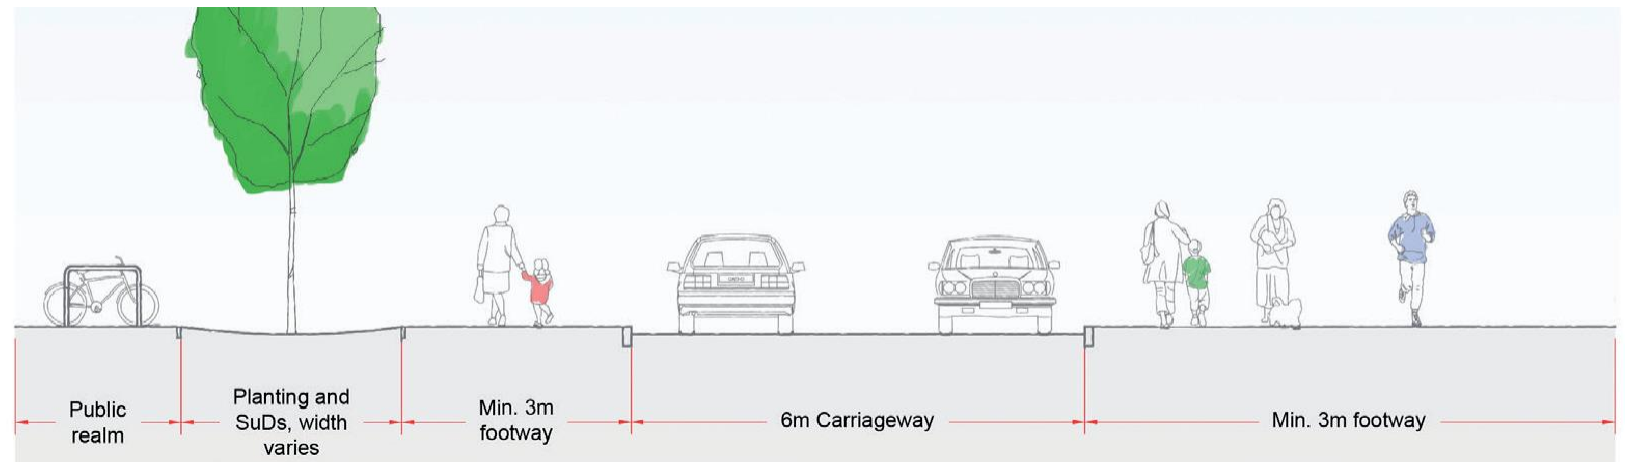 Public
realm
Planting and
SuDs, width
varies
Min. 3m
footway
6m Carriageway
Min. 3m footway